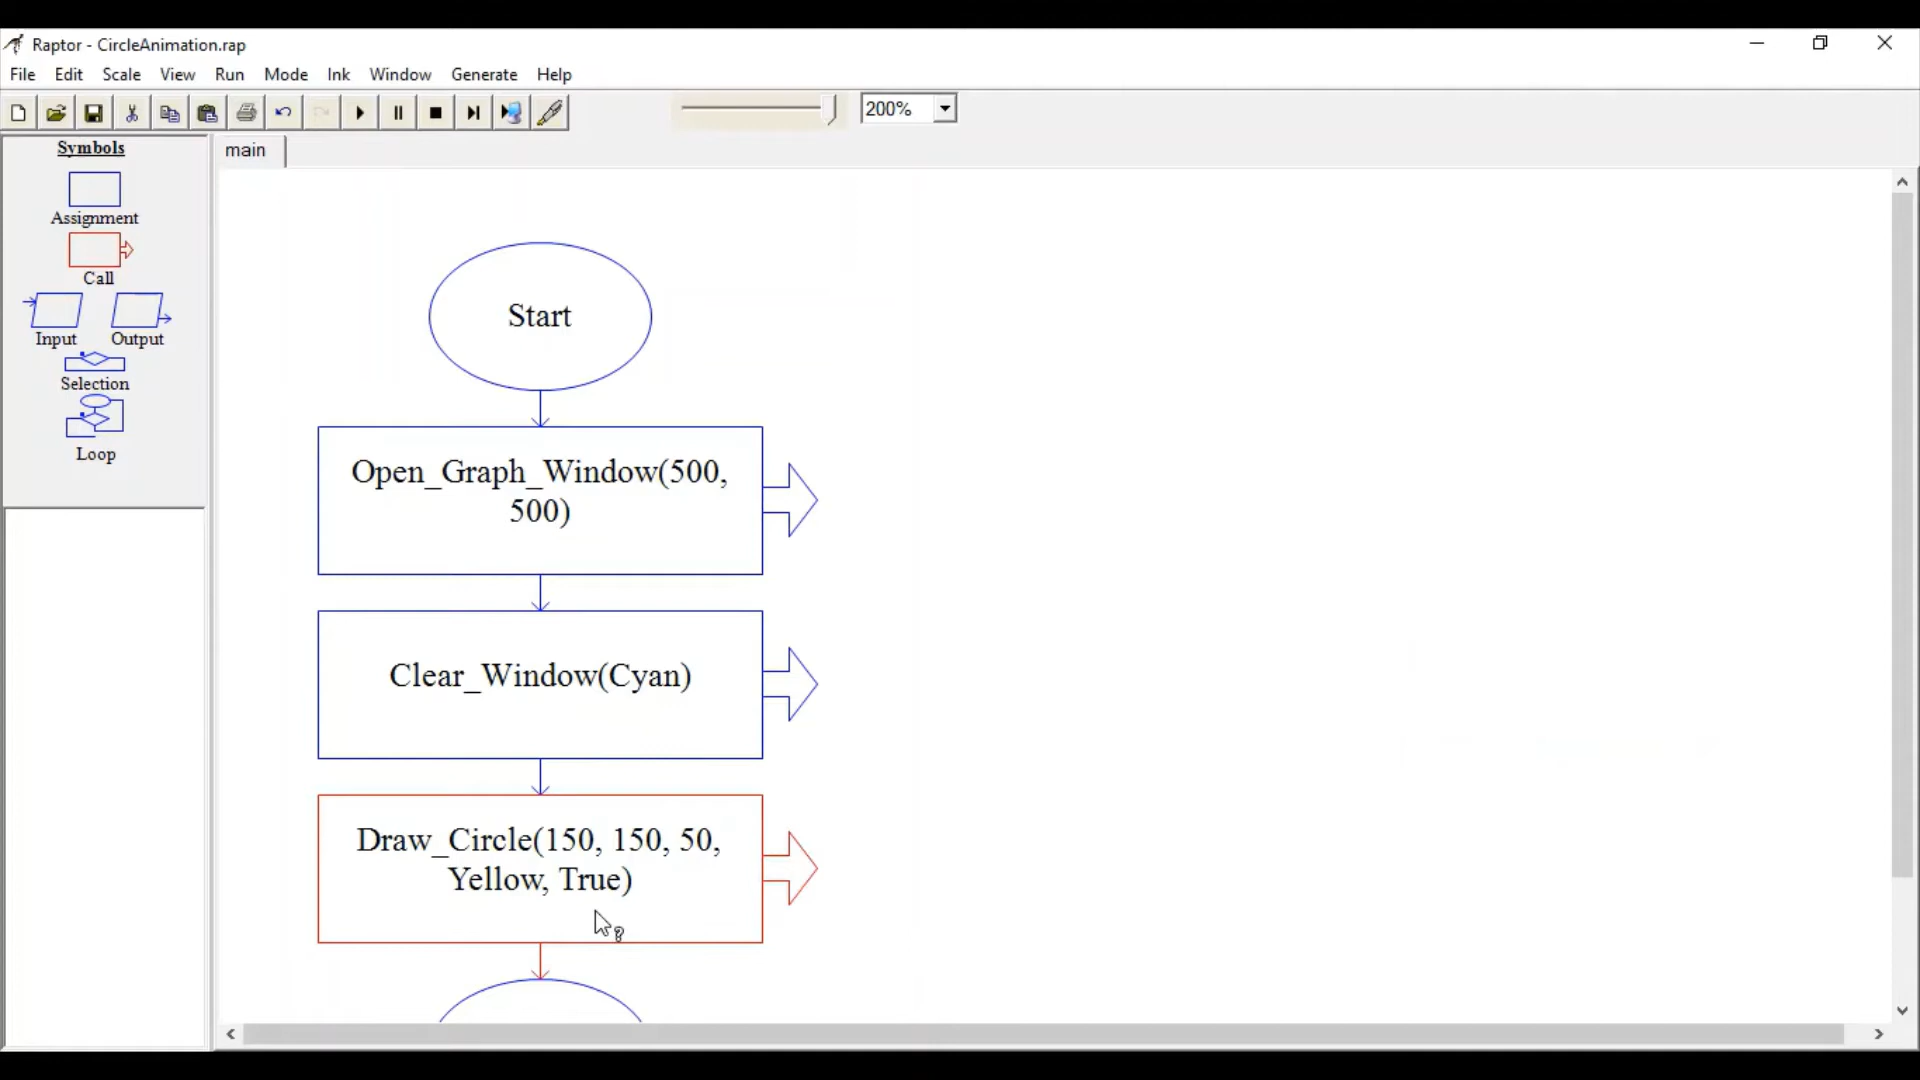 Raptor - CircleAnimation.rap
File Edit Scale View Run Mode Ink Window Generate Help
200%
Symbols
main
Assignment
Call
Input Output
Selection
Loop
Start
Open_Graph_Window(500,
500)
Clear_Window(Cyan)
Draw_Circle(150, 150, 50,
Yellow, True)